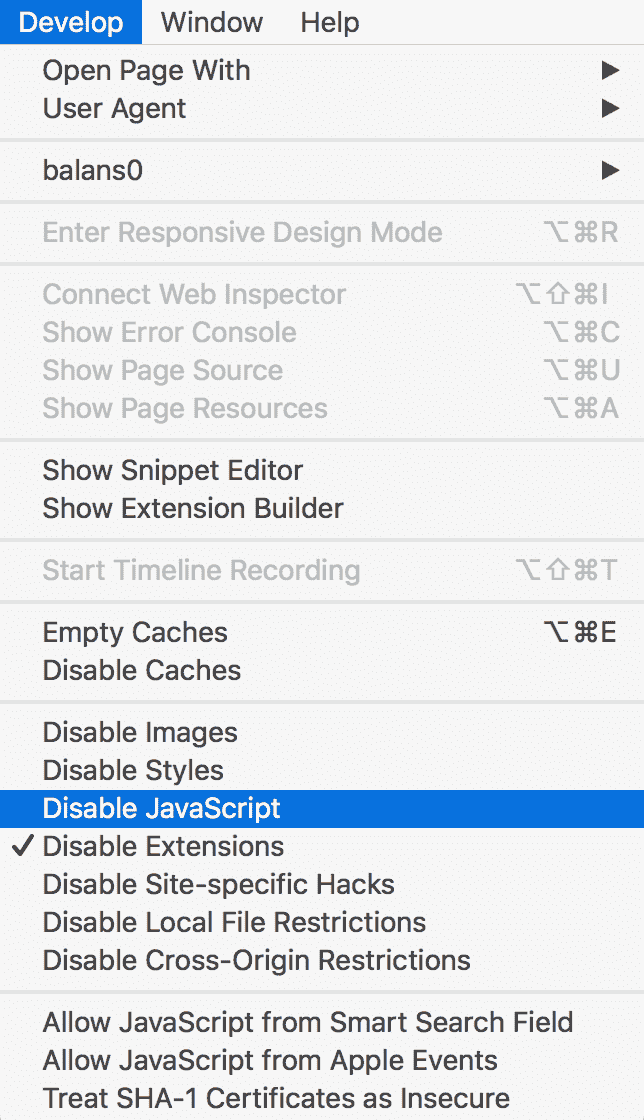 Develop Window Help
Open Page With ▶
User Agent ▶
balans0 ▶
Enter Responsive Design Mode ⌥⌘R
Connect Web Inspector ⌥⇧⌘I
Show Error Console ⌥⌘C
Show Page Source ⌥⌘U
Show Page Resources ⌥⌘A
Show Snippet Editor
Show Extension Builder
Start Timeline Recording ⌥⇧⌘T
Empty Caches ⌥⌘E
Disable Caches
Disable Images
Disable Styles
Disable JavaScript
✓ Disable Extensions
Disable Site-specific Hacks
Disable Local File Restrictions
Disable Cross-Origin Restrictions
Allow JavaScript from Smart Search Field
Allow JavaScript from Apple Events
Treat SHA-1 Certificates as Insecure